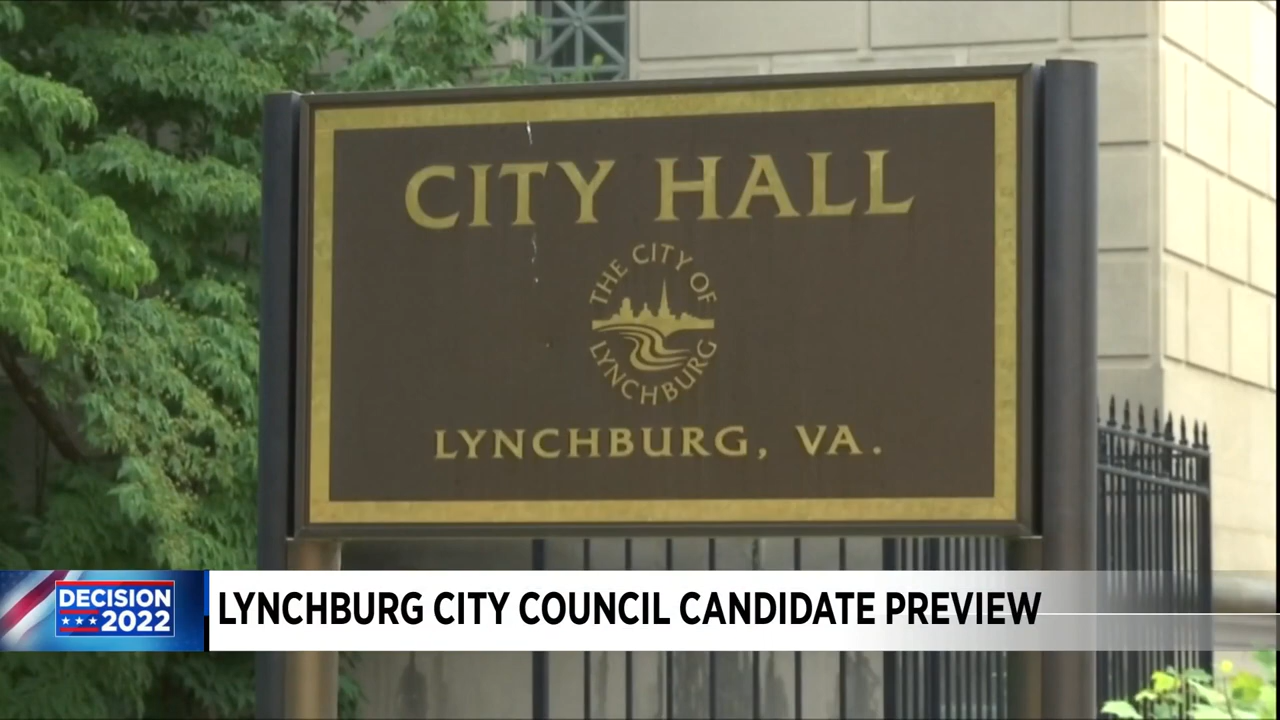 CITY HALL
THE CITY OF
LYNCHBURG
LYNCHBURG, VA.
DECISION
2022
LYNCHBURG CITY COUNCIL CANDIDATE PREVIEW